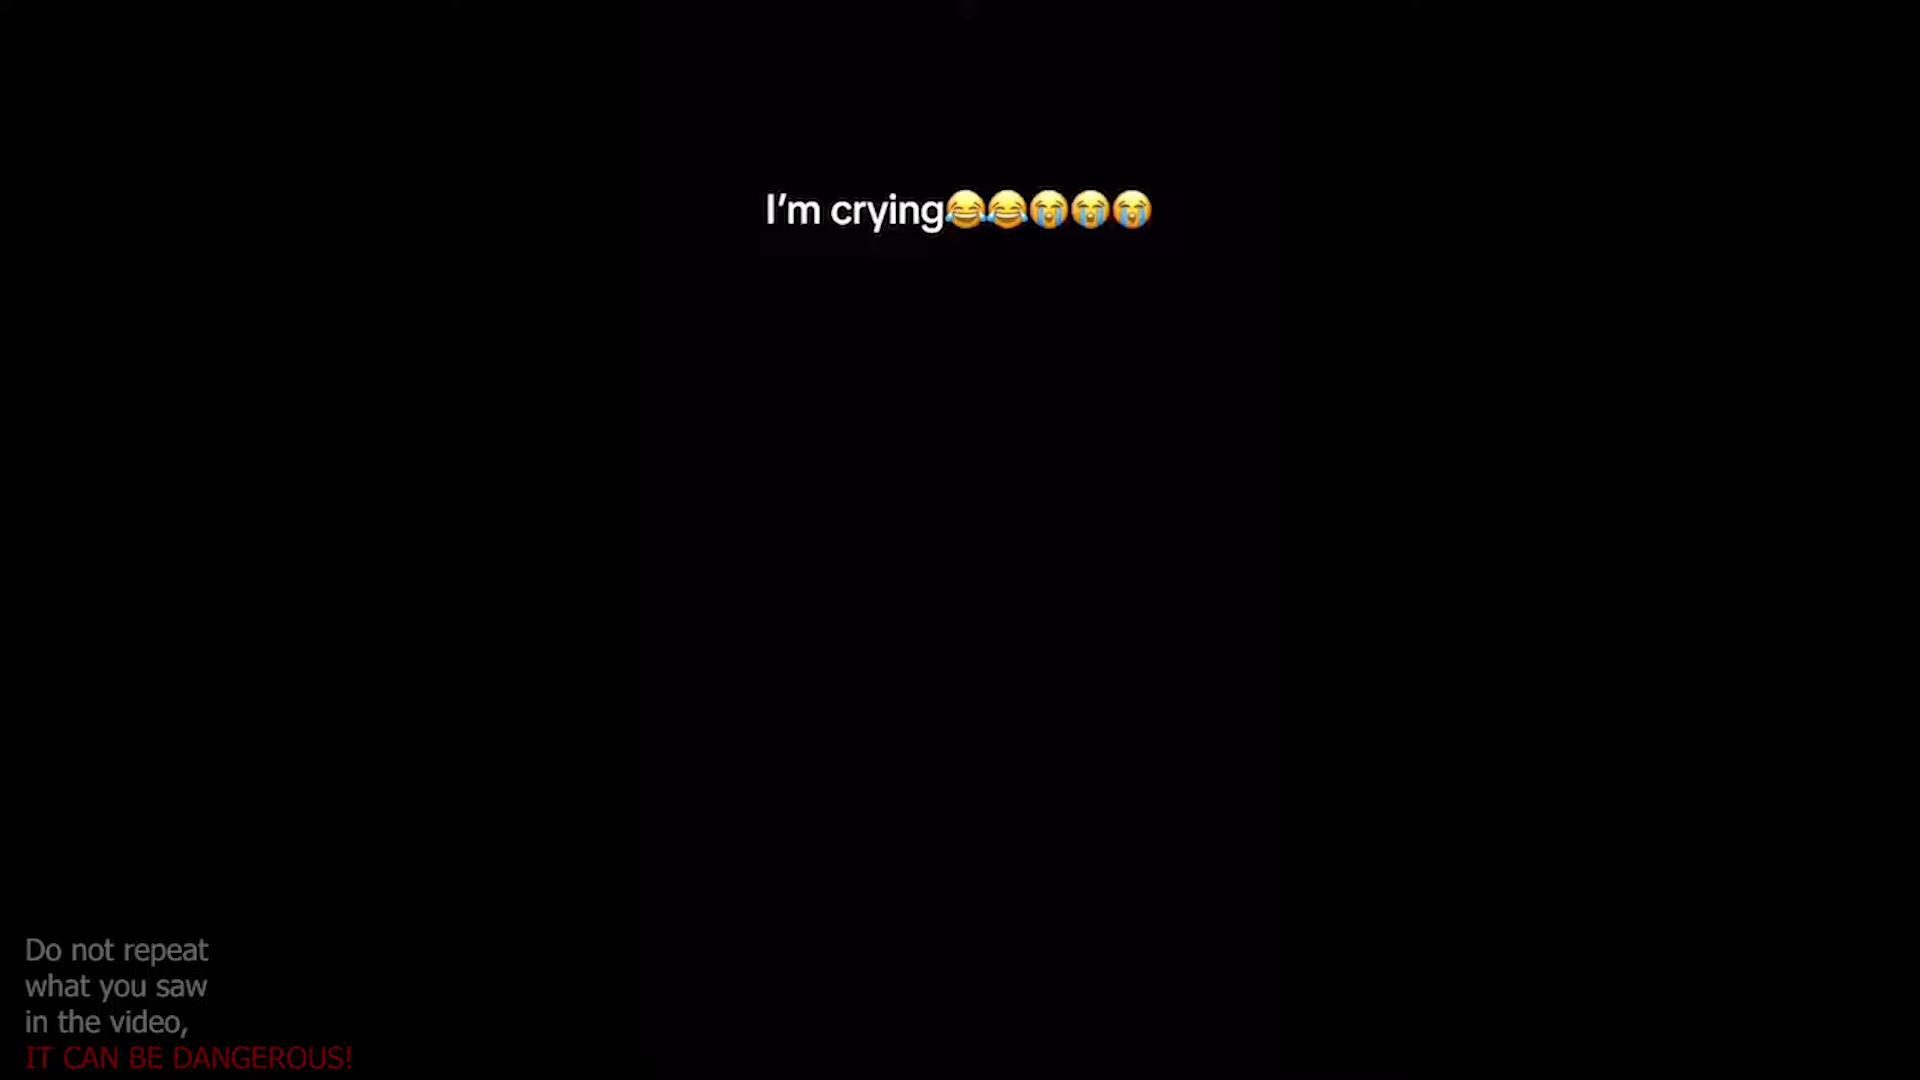 I’m crying😂😂😭😭😭
Do not repeat
what you saw
in the video,
IT CAN BE DANGEROUS!